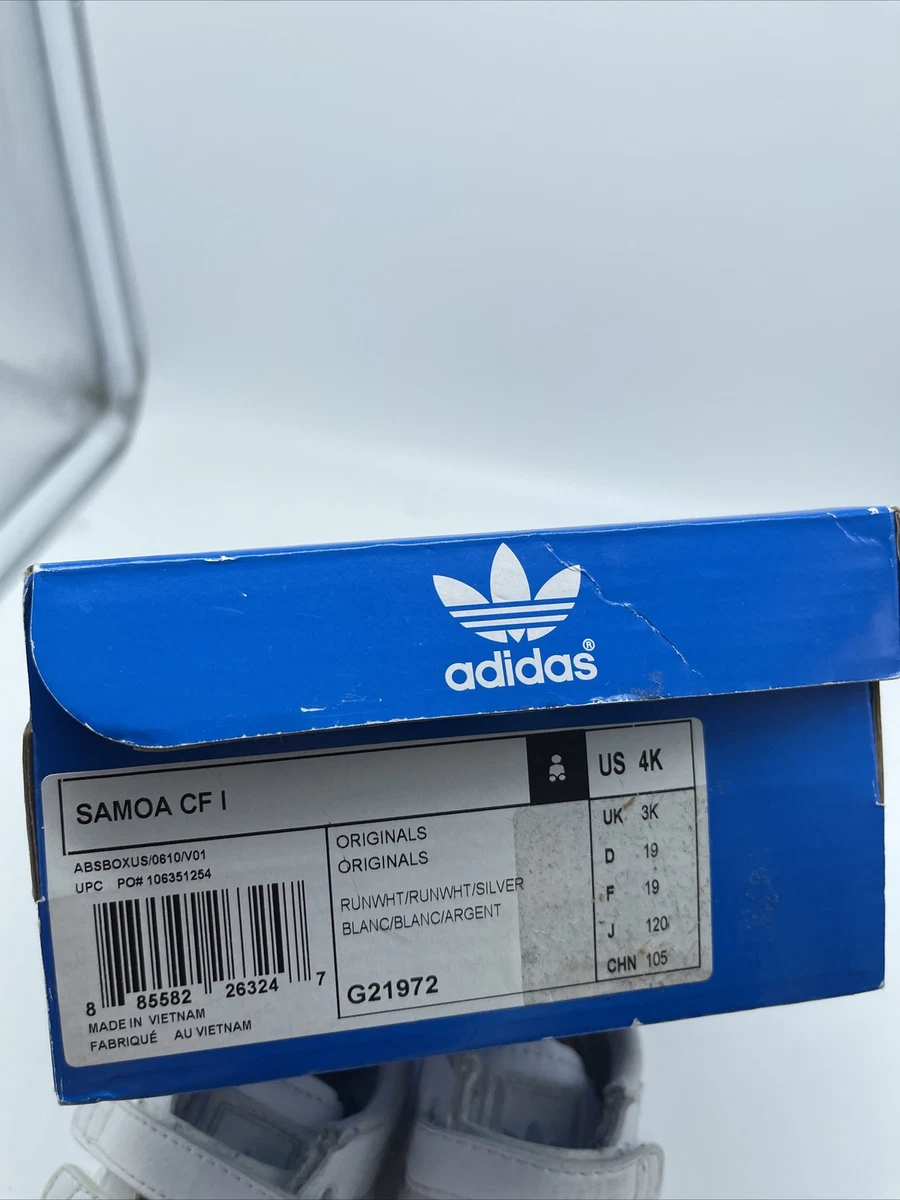 adidas®
SAMOA CF I
US 4K
ABSBOXUS/0610/V01
UPC PO# 106351254
8 85582 26324 7
MADE IN VIETNAM
FABRIQUÉ AU VIETNAM
ORIGINALS
ORIGINALS
RUNWHT/RUNWHT/SILVER
BLANC/BLANC/ARGENT
G21972
UK 3K
D 19
F 19
J 120
CHN 105